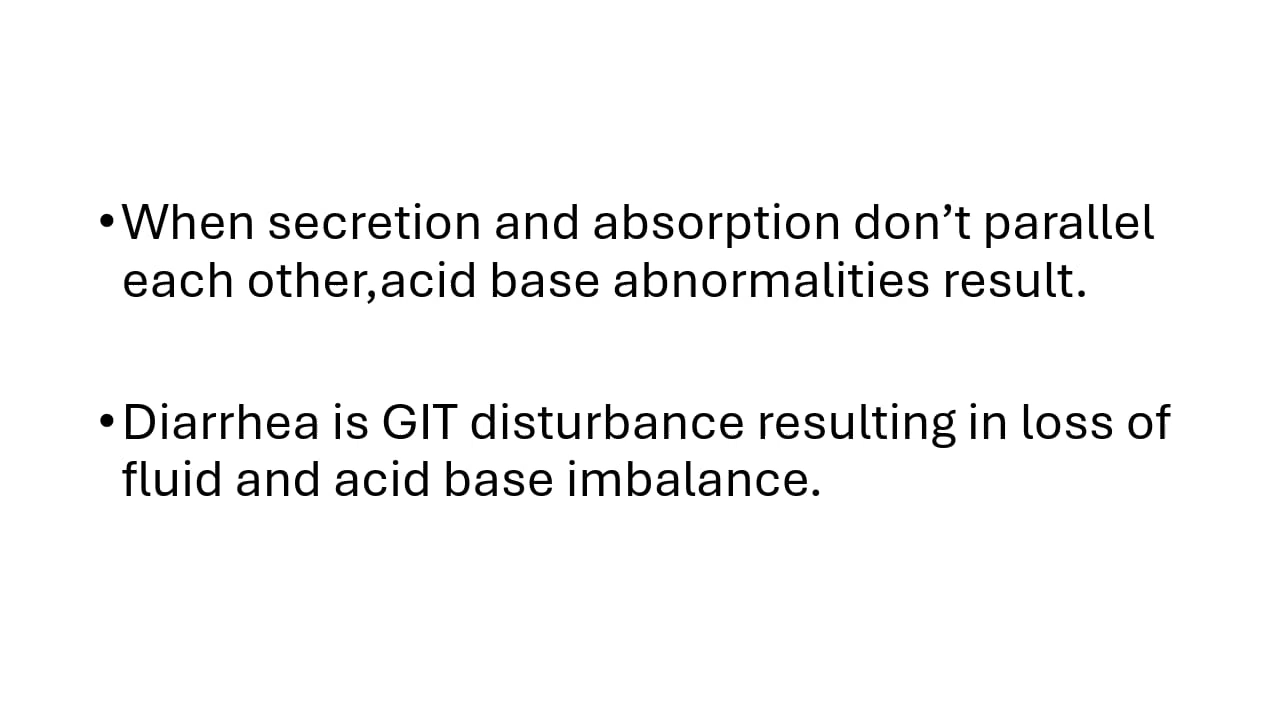 •When secretion and absorption don’t parallel
each other,acid base abnormalities result.
•Diarrhea is GIT disturbance resulting in loss of
fluid and acid base imbalance.